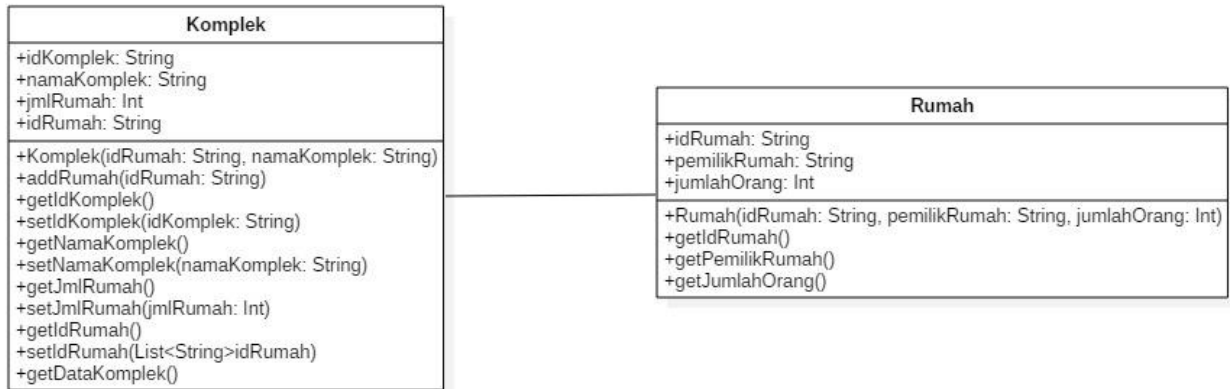 Komplek
+idKomplek: String
+namaKomplek: String
+jmlRumah: Int
+idRumah: String
+Komplek(idRumah: String, namaKomplek: String)
+addRumah(idRumah: String)
+getIdKomplek()
+setIdKomplek(idKomplek: String)
+getNamaKomplek()
+setNamaKomplek(namaKomplek: String)
+getJmlRumah()
+setJmlRumah(jmlRumah: Int)
+getIdRumah()
+setIdRumah(List<String>idRumah)
+getDataKomplek()
Rumah
+idRumah: String
+pemilikRumah: String
+jumlahOrang: Int
+Rumah(idRumah: String, pemilikRumah: String, jumlahOrang: Int)
+getIdRumah()
+getPemilikRumah()
+getJumlahOrang()